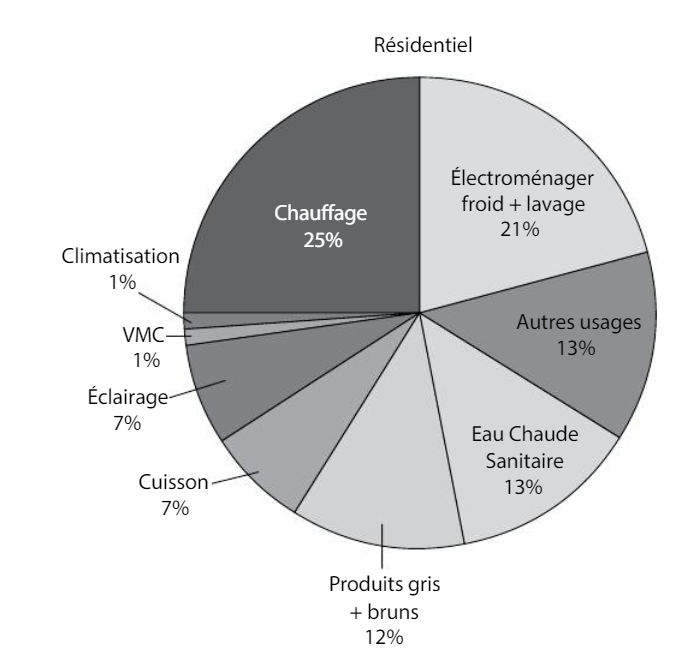 Résidentiel
Électroménager
froid + lavage
21%
Autres usages
13%
Eau Chaude
Sanitaire
13%
Produits gris
+ bruns
12%
Cuisson
7%
Éclairage
7%
VMC
1%
Climatisation
1%
Chauffage
25%